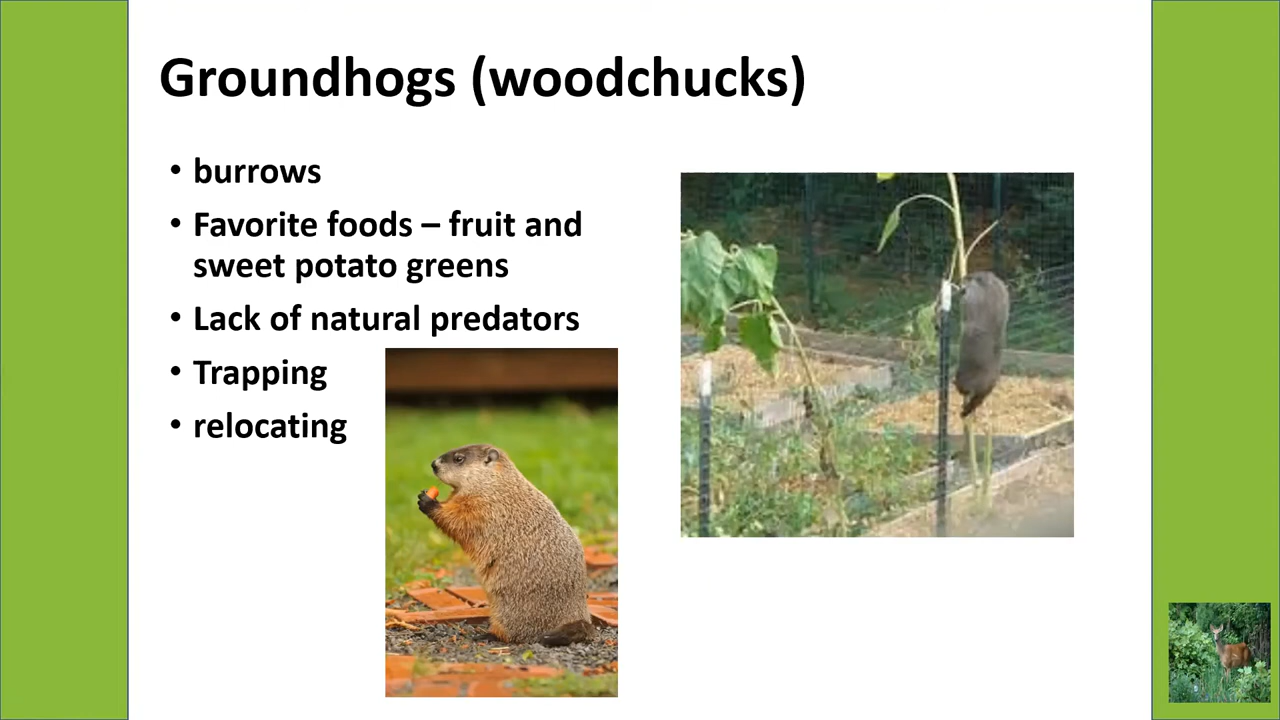 Groundhogs (woodchucks)
• burrows
• Favorite foods – fruit and
sweet potato greens
• Lack of natural predators
• Trapping
• relocating